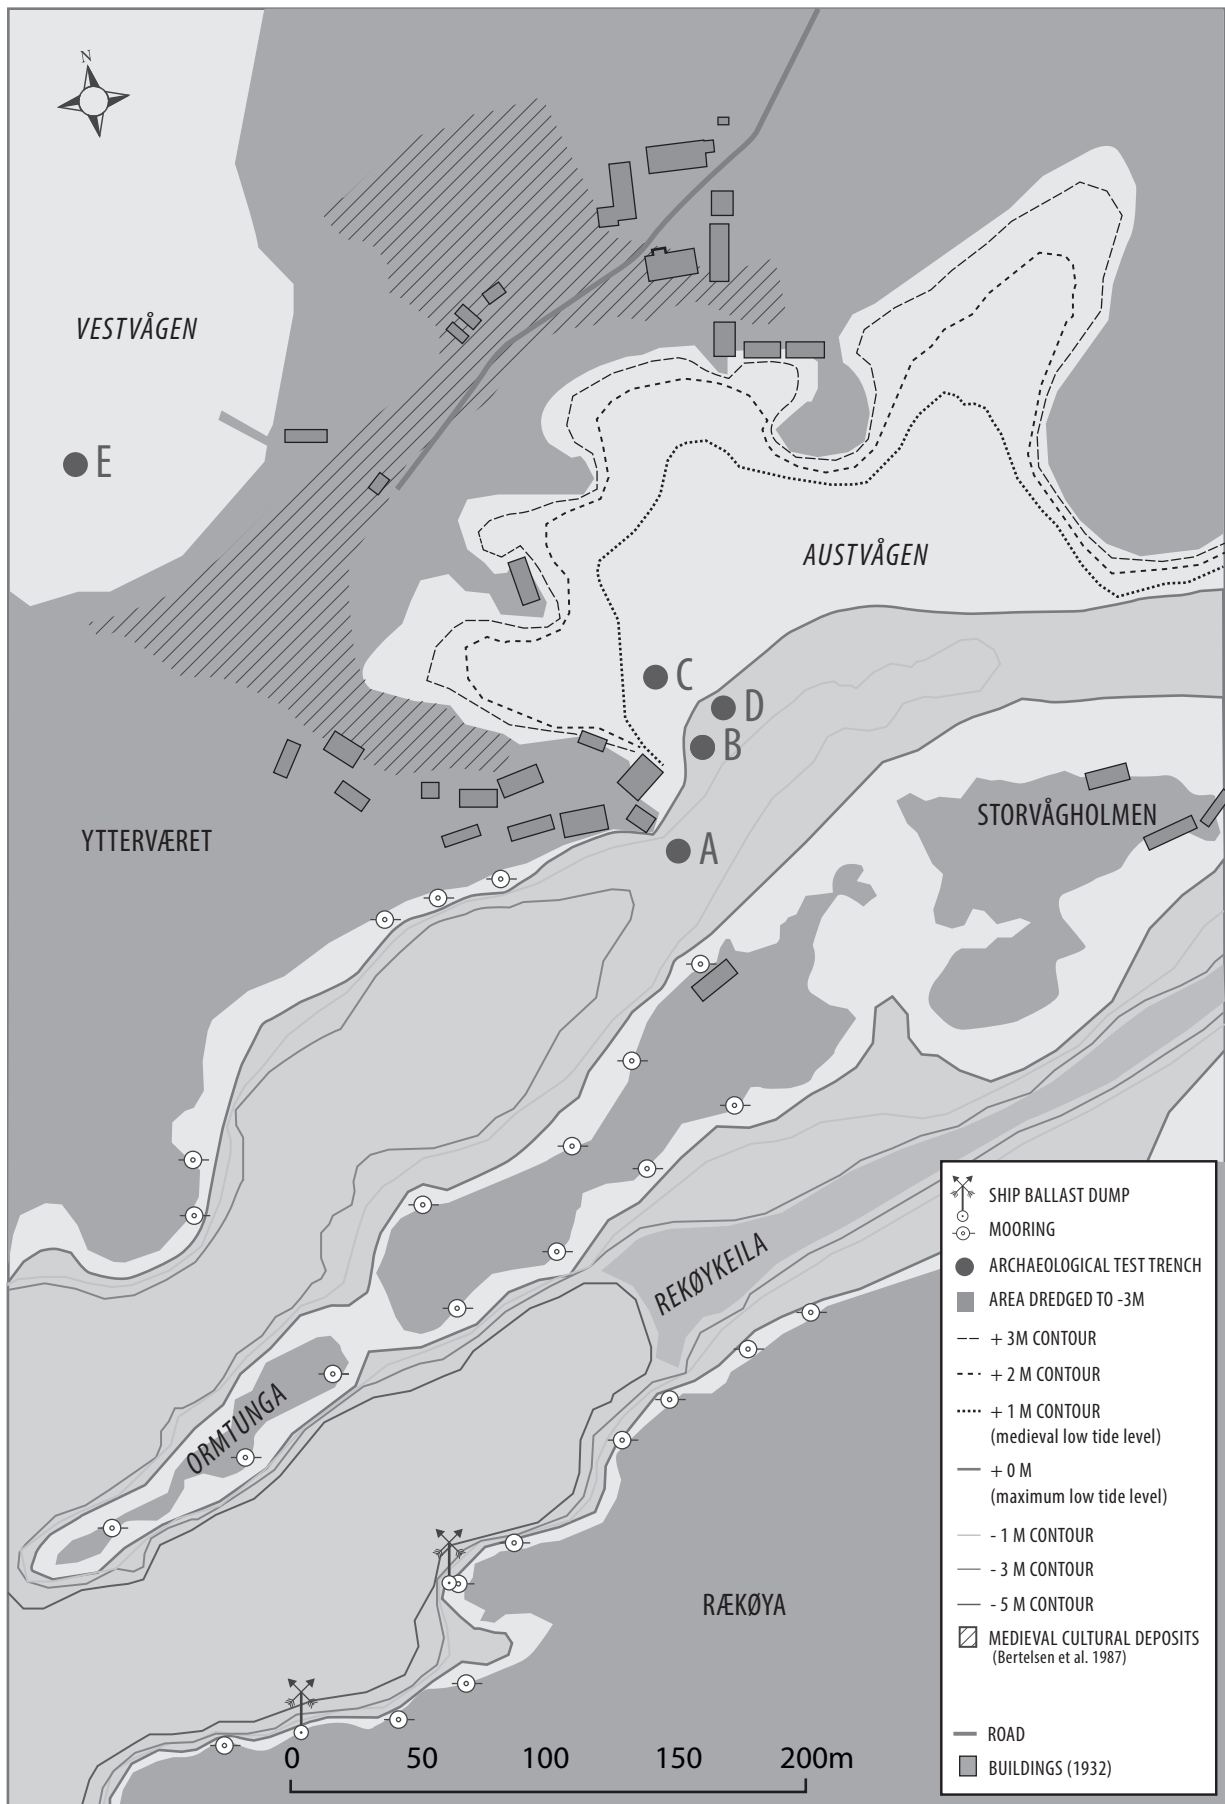 N
VESTVÅGEN
E
AUSTVÅGEN
C
D
B
STORVÅGHOLMEN
YTTERVÆRET
A
REKØYKEILA
ORMTUNGA
RÆKØYA
0 50 100 150 200m
SHIP BALLAST DUMP
MOORING
ARCHAEOLOGICAL TEST TRENCH
AREA DREDGED TO -3M
+ 3M CONTOUR
+ 2 M CONTOUR
+ 1 M CONTOUR
(medieval low tide level)
+ 0 M
(maximum low tide level)
- 1 M CONTOUR
- 3 M CONTOUR
- 5 M CONTOUR
MEDIEVAL CULTURAL DEPOSITS
(Bertelsen et al. 1987)
ROAD
BUILDINGS (1932)